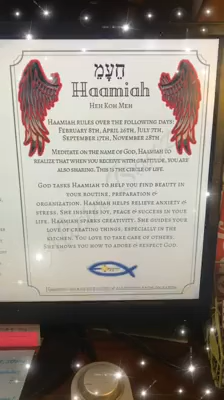 Haamiah
Heh Koh Meh
Haamiah rules over the following days:
February 8th, April 26th, July 7th,
September 17th, November 28th
Meditate on the name of God, Haamiah to
realize that when you receive with gratitude, you are
also sharing. This is the circle of life.
God tasks Haamiah to help you find beauty in
your routine, preparation &
organization. Haamiah helps relieve anxiety &
stress. She inspires joy, peace & success in your
life. Haamiah sparks creativity. She guides your
love of creating things; especially in the
kitchen. You love to take care of others.
She shows you how to adore & respect God